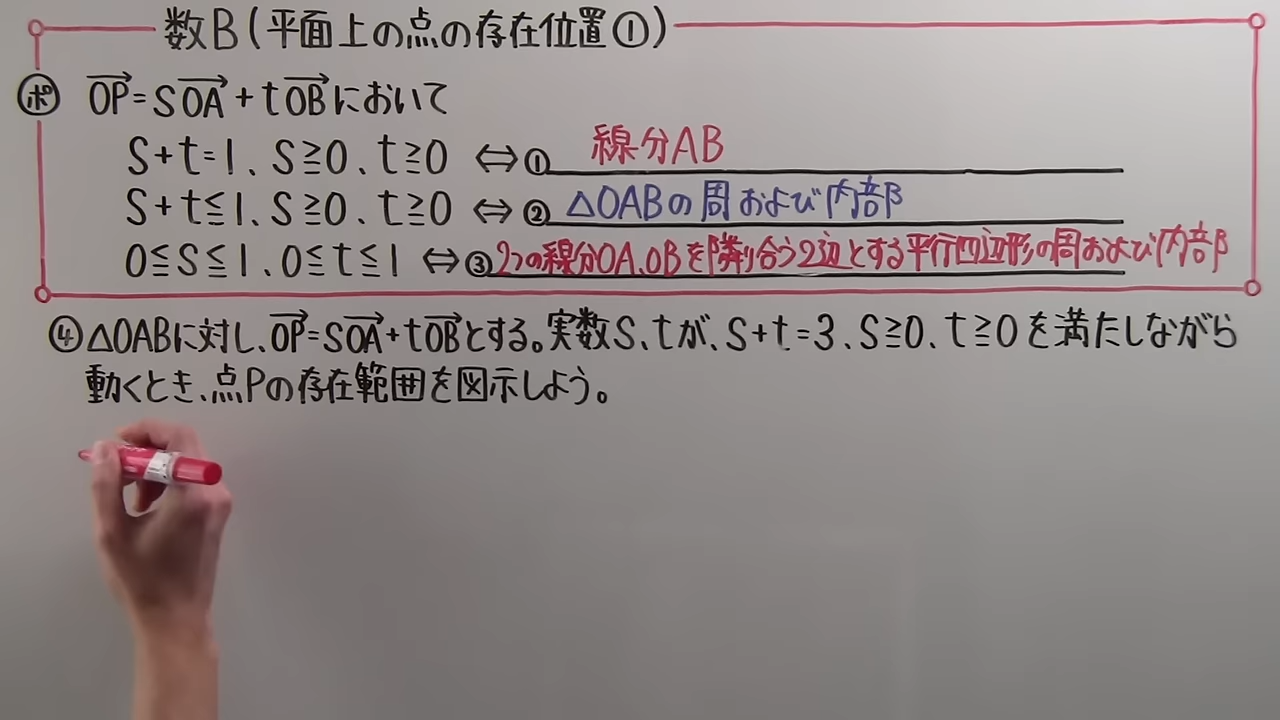 数B(平面上の点の存在位置①)
ポ OP=sOA+tOBにおいて
s+t=1、s≧0、t≧0 ⇔① 線分AB
s+t≦1、s≧0、t≧0 ⇔② △OABの周および内部
0≦s≦1、0≦t≦1 ⇔③ 2つの線分OA、OBを隣り合う2辺とする平行四辺形の周および内部
④ △OABに対し、OP=sOA+tOBとする。実数s、tが、s+t=3、s≧0、t≧0を満たしながら
動くとき、点Pの存在範囲を図示しよう。